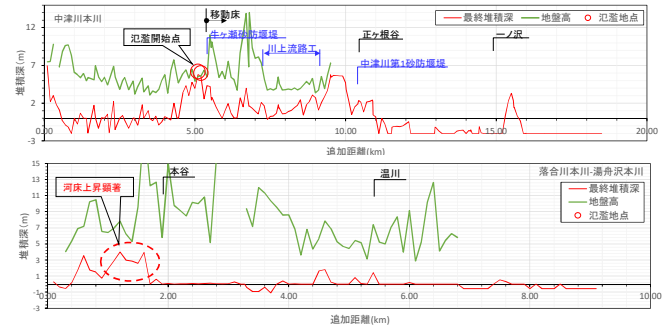 中津川本川
移動床
正ヶ根谷
一ノ沢
最終堆積深 地盤高 氾濫地点
氾濫開始点
牛ヶ瀬砂防堰堤
川上流路工
中津川第1砂防堰堤
堆積深(m)
12
7
2
-3
0.00 5.00 10.00 15.00 20.00
追加距離(km)
落合川本川-湯舟沢本川
河床上昇顕著
本谷
温川
最終堆積深
地盤高
氾濫地点
堆積深(m)
15
13
11
9
7
5
3
1
-1
-3
0.00 2.00 4.00 6.00 8.00 10.00
追加距離(km)